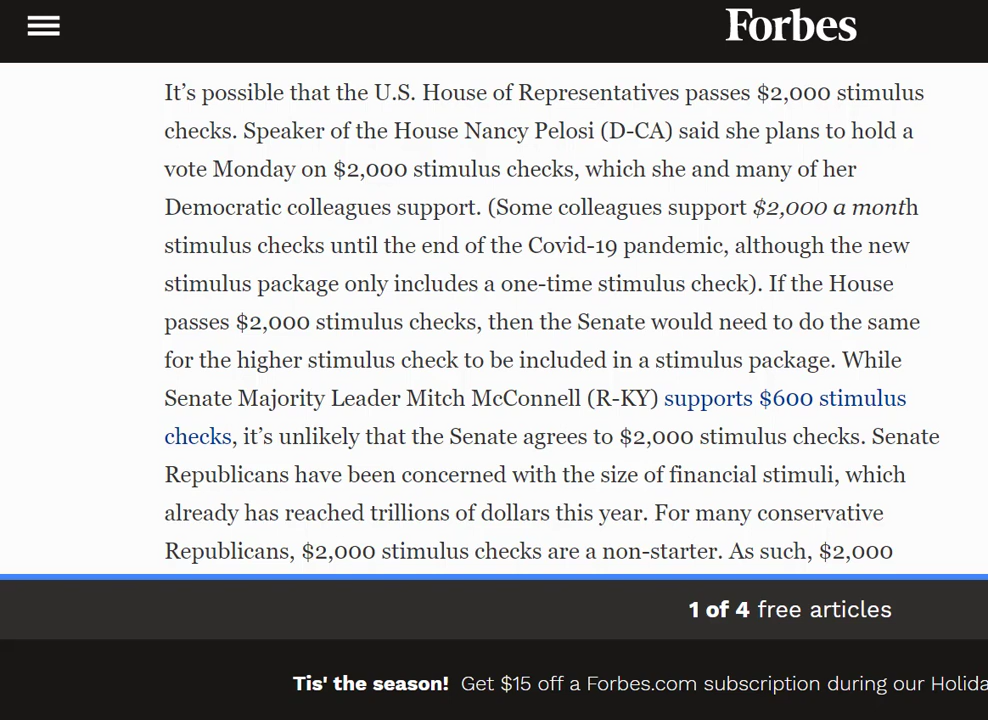 Forbes
It’s possible that the U.S. House of Representatives passes $2,000 stimulus
checks. Speaker of the House Nancy Pelosi (D-CA) said she plans to hold a
vote Monday on $2,000 stimulus checks, which she and many of her
Democratic colleagues support. (Some colleagues support $2,000 a month
stimulus checks until the end of the Covid-19 pandemic, although the new
stimulus package only includes a one-time stimulus check). If the House
passes $2,000 stimulus checks, then the Senate would need to do the same
for the higher stimulus check to be included in a stimulus package. While
Senate Majority Leader Mitch McConnell (R-KY) supports $600 stimulus
checks, it’s unlikely that the Senate agrees to $2,000 stimulus checks. Senate
Republicans have been concerned with the size of financial stimuli, which
already has reached trillions of dollars this year. For many conservative
Republicans, $2,000 stimulus checks are a non-starter. As such, $2,000
1 of 4 free articles
Tis' the season! Get $15 off a Forbes.com subscription during our Holida